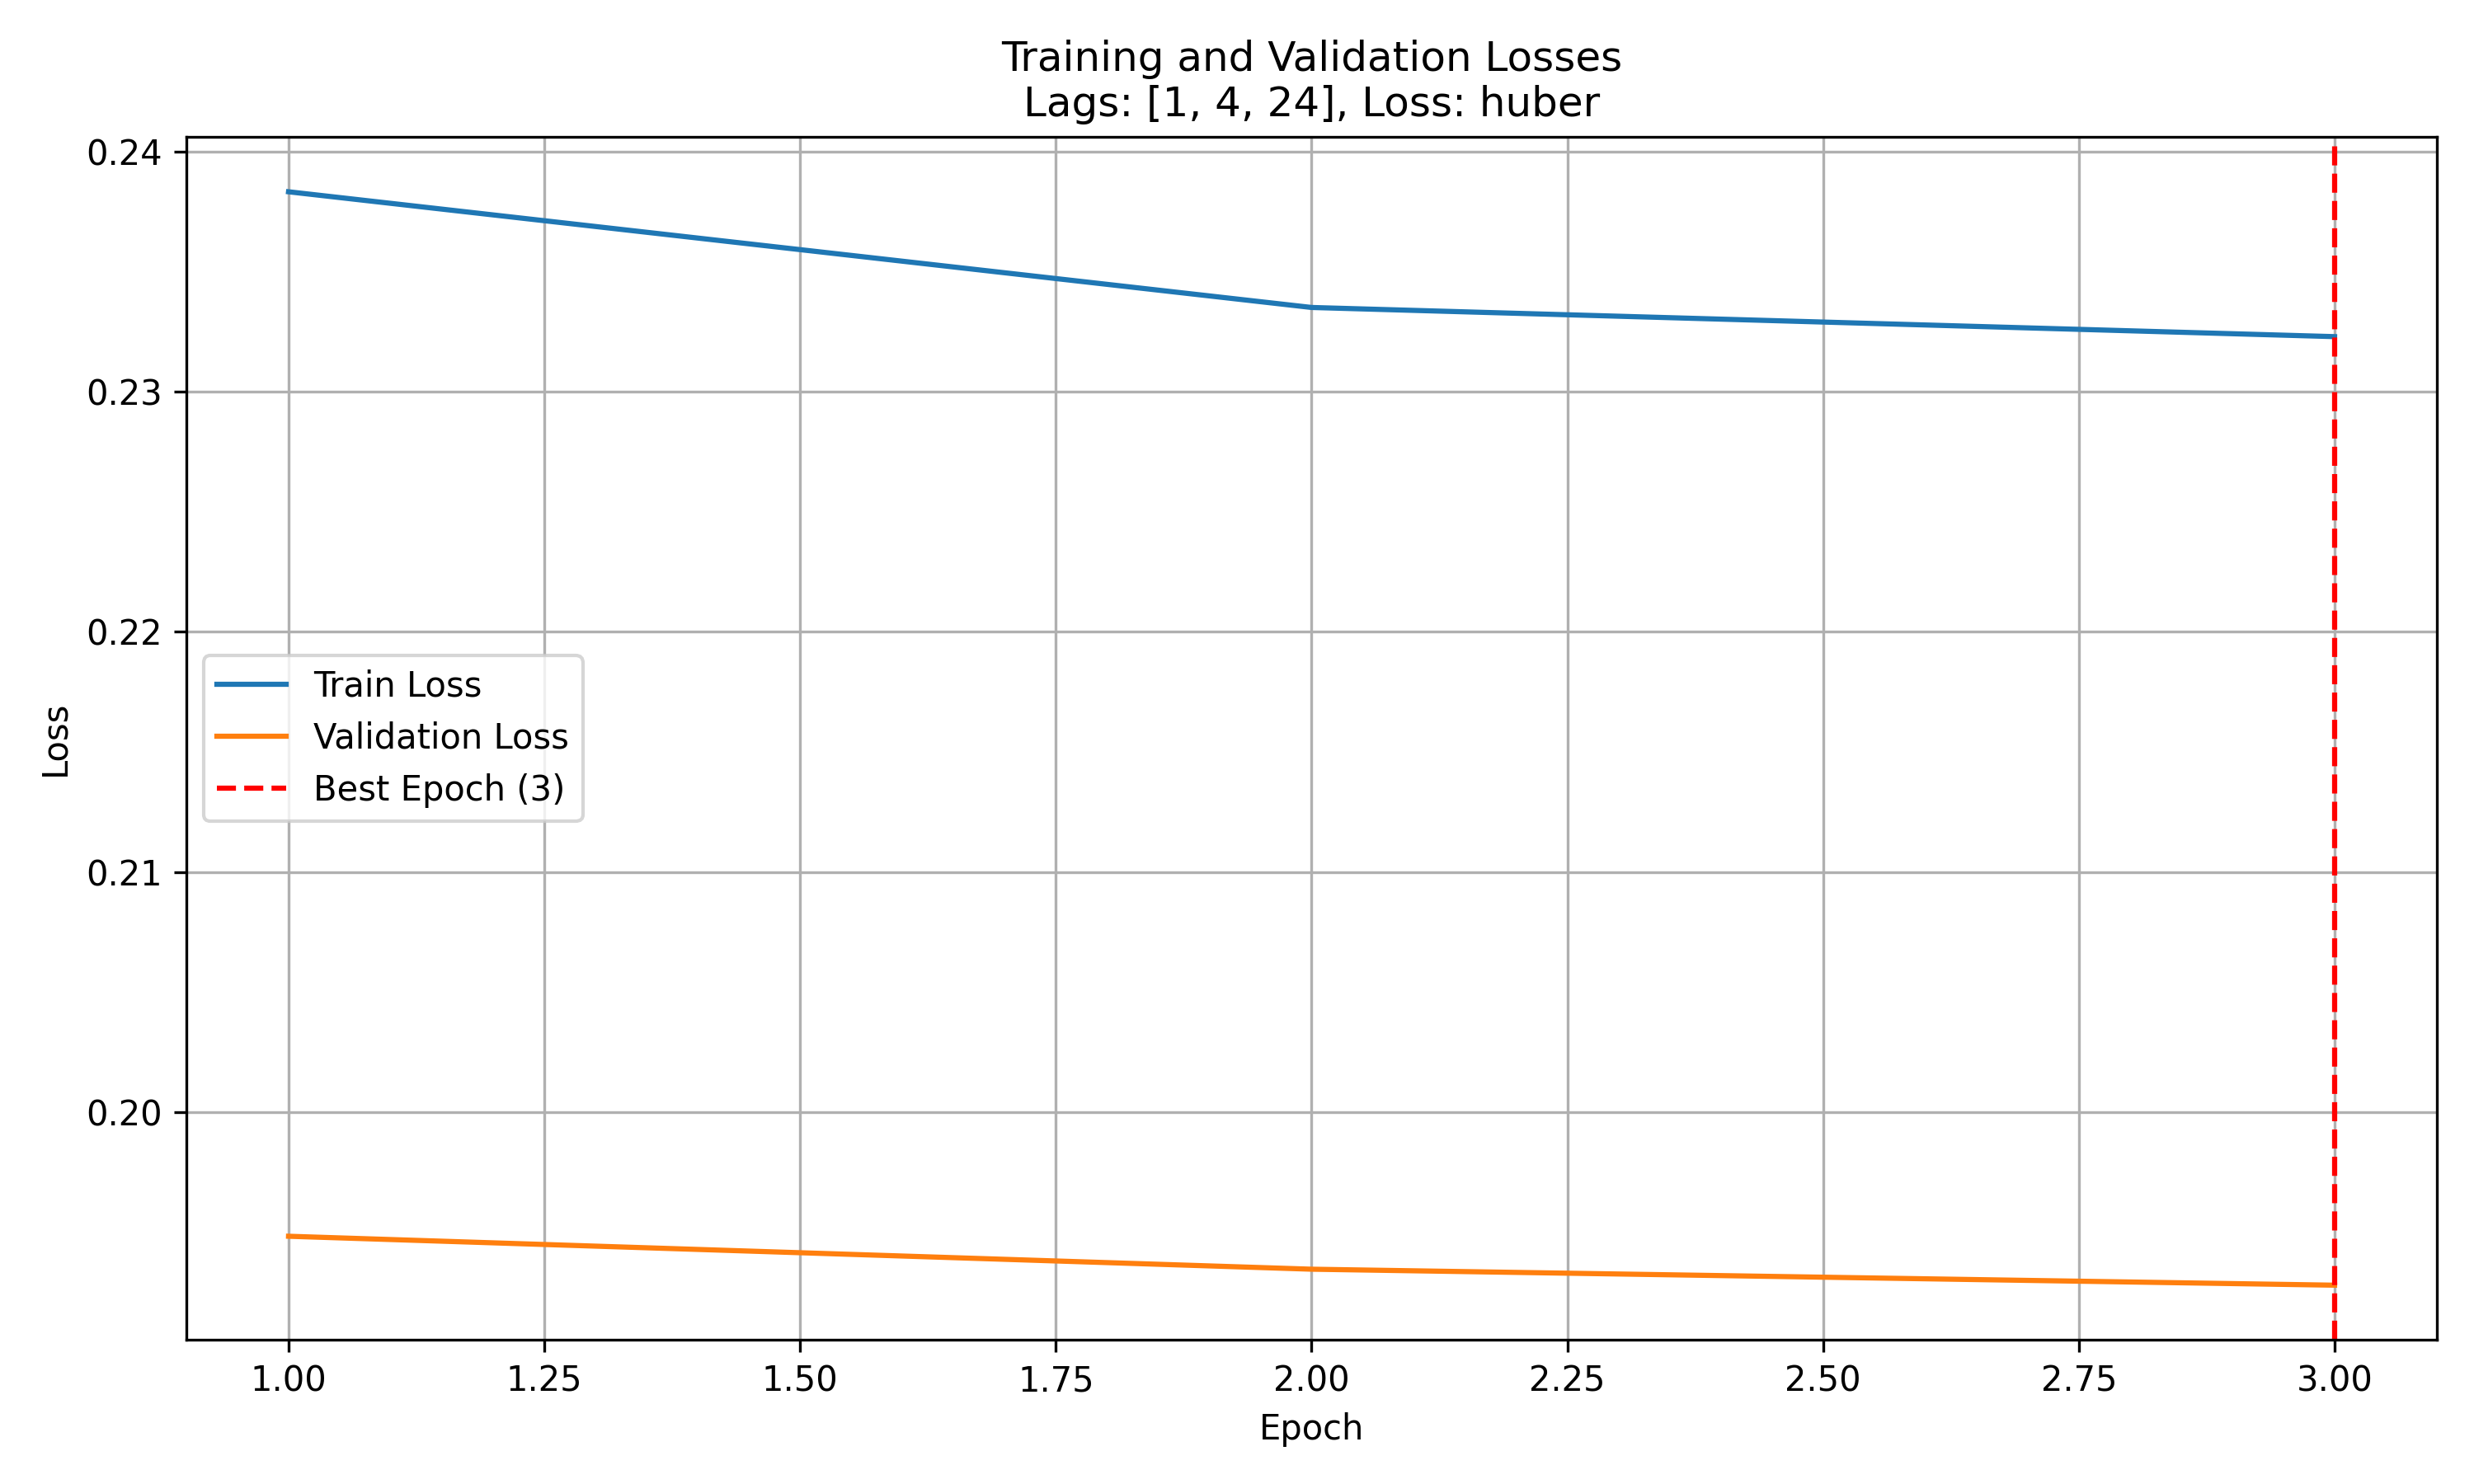 Training and Validation Losses
Lags: [1, 4, 24], Loss: huber
0.24
0.23
0.22
0.21
0.20
Loss
Train Loss
Validation Loss
Best Epoch (3)
1.00 1.25 1.50 1.75 2.00 2.25 2.50 2.75 3.00
Epoch